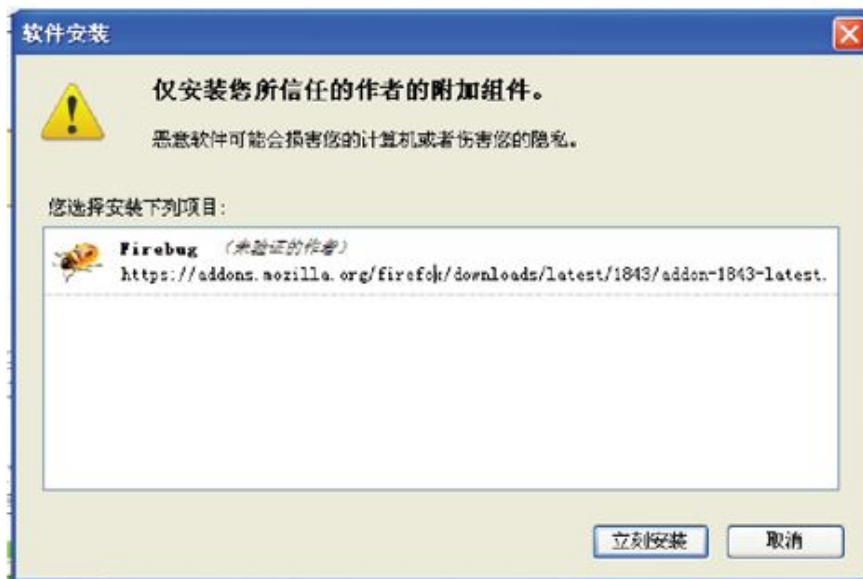 软件安装
仅安装您所信任的作者的附加组件。
恶意软件可能会损害您的计算机或者伤害您的隐私。
您选择安装下列项目:
Firebug (未验证的作者)
https://addons.mozilla.org/firefox/downloads/latest/1843/addon-1843-latest.
立刻安装
取消